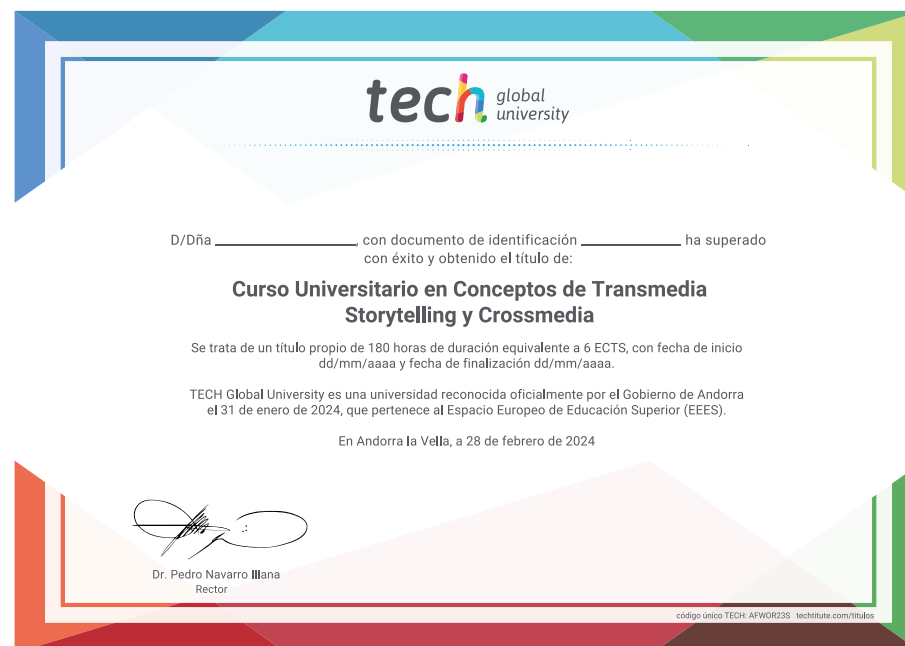 tech global university
D/Dña ____________, con documento de identificación ____________ ha superado
con éxito y obtenido el título de:
Curso Universitario en Conceptos de Transmedia
Storytelling y Crossmedia
Se trata de un título propio de 180 horas de duración equivalente a 6 ECTS, con fecha de inicio
dd/mm/aaaa y fecha de finalización dd/mm/aaaa.
TECH Global University es una universidad reconocida oficialmente por el Gobierno de Andorra
el 31 de enero de 2024, que pertenece al Espacio Europeo de Educación Superior (EEES).
En Andorra la Vella, a 28 de febrero de 2024
Dr. Pedro Navarro Illana
Rector
código único TECH: AFWOR23S techtitute.com/titulos